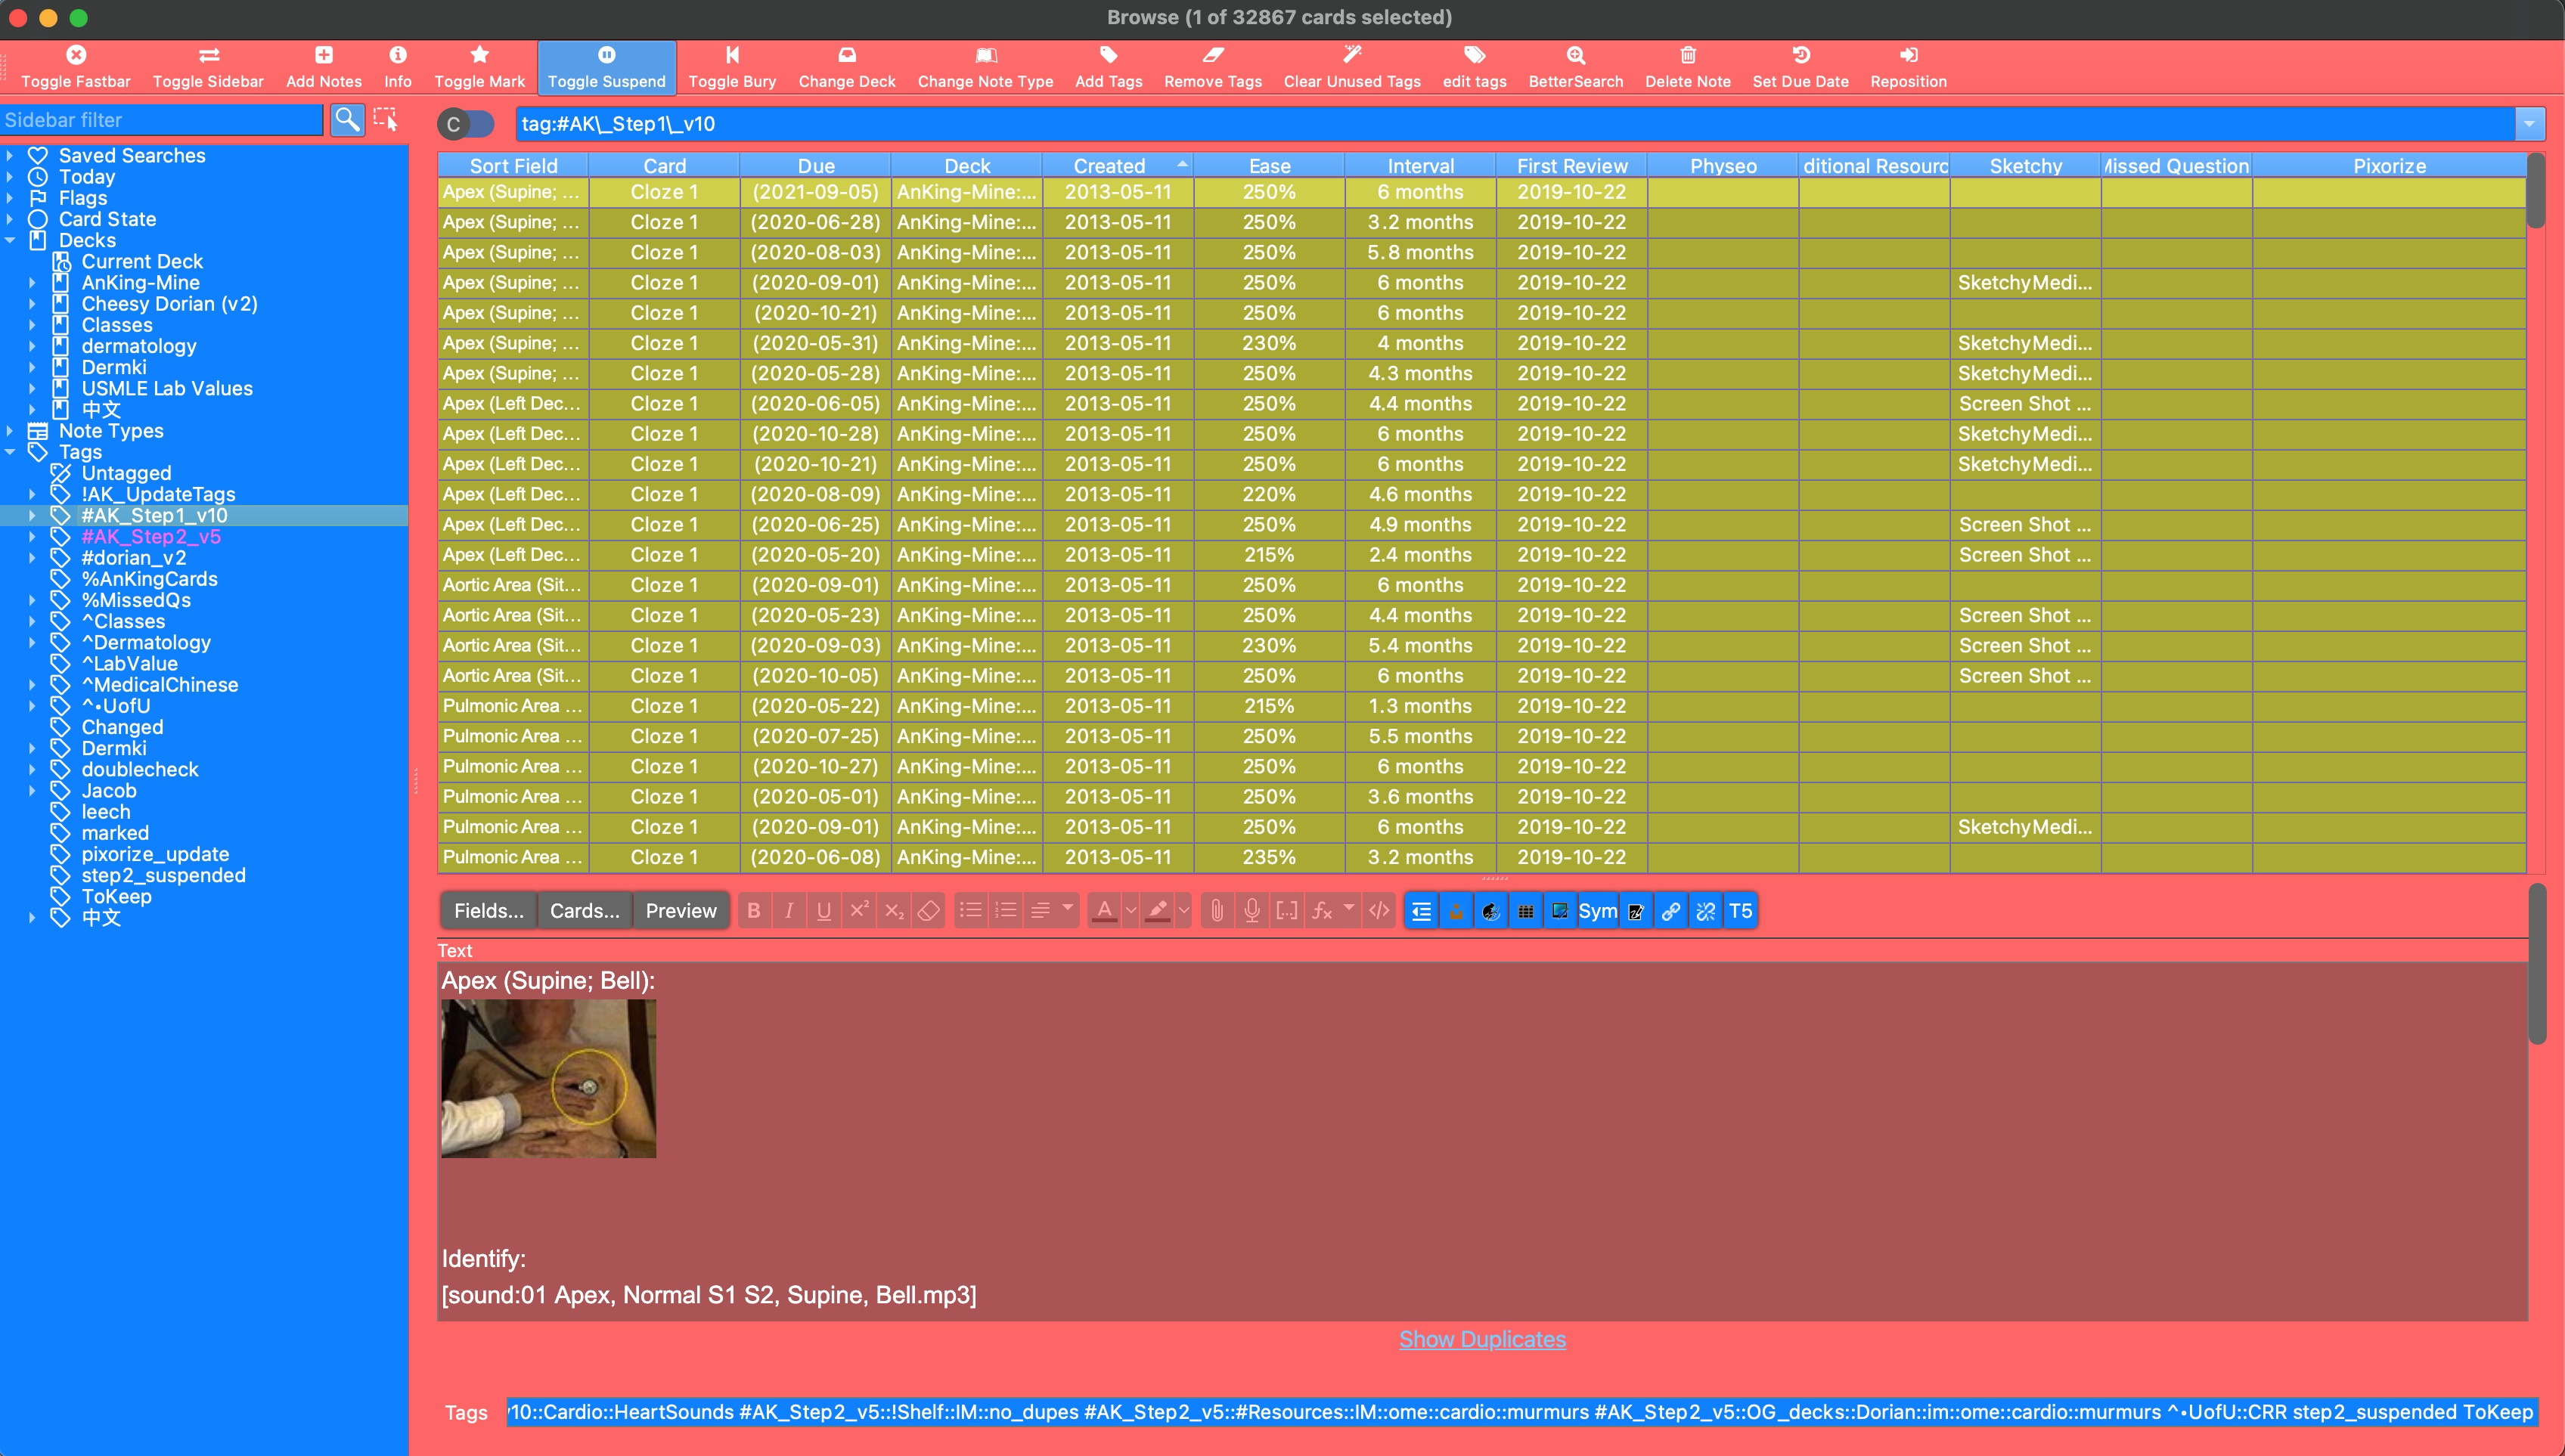 Browse (1 of 32867 cards selected)
Toggle Fastbar Toggle Sidebar Add Notes Info Toggle Mark Toggle Suspend Toggle Bury Change Deck Change Note Type Add Tags Remove Tags Clear Unused Tags edit tags BetterSearch Delete Note Set Due Date Reposition
Sidebar filter
Saved Searches
Today
Flags
Card State
Decks
Current Deck
AnKing-Mine
Cheesy Dorian (v2)
Classes
dermatology
Dermki
USMLE Lab Values
中文
Note Types
Tags
Untagged
!AK_UpdateTags
#AK_Step1_v10
#AK_Step2_v5
#dorian_v2
%AnKingCards
%MissedQs
^Classes
^Dermatology
^LabValue
^MedicalChinese
^•UofU
Changed
Dermki
doublecheck
Jacob
leech
marked
pixorize_update
step2_suspended
ToKeep
中文
C tag:#AK\_Step1\_v10
Sort Field Card Due Deck Created Ease Interval First Review Physeo ditional Resourc Sketchy Missed Question Pixorize
Apex (Supine; ... Cloze 1 (2021-09-05) AnKing-Mine:... 2013-05-11 250% 6 months 2019-10-22
Apex (Supine; ... Cloze 1 (2020-06-28) AnKing-Mine:... 2013-05-11 250% 3.2 months 2019-10-22
Apex (Supine; ... Cloze 1 (2020-08-03) AnKing-Mine:... 2013-05-11 250% 5.8 months 2019-10-22
Apex (Supine; ... Cloze 1 (2020-09-01) AnKing-Mine:... 2013-05-11 250% 6 months 2019-10-22 SketchyMedi...
Apex (Supine; ... Cloze 1 (2020-10-21) AnKing-Mine:... 2013-05-11 250% 6 months 2019-10-22
Apex (Supine; ... Cloze 1 (2020-05-31) AnKing-Mine:... 2013-05-11 230% 4 months 2019-10-22 SketchyMedi...
Apex (Supine; ... Cloze 1 (2020-05-28) AnKing-Mine:... 2013-05-11 250% 4.3 months 2019-10-22 SketchyMedi...
Apex (Left Dec... Cloze 1 (2020-06-05) AnKing-Mine:... 2013-05-11 250% 4.4 months 2019-10-22 Screen Shot ...
Apex (Left Dec... Cloze 1 (2020-10-28) AnKing-Mine:... 2013-05-11 250% 6 months 2019-10-22 SketchyMedi...
Apex (Left Dec... Cloze 1 (2020-10-21) AnKing-Mine:... 2013-05-11 250% 6 months 2019-10-22 SketchyMedi...
Apex (Left Dec... Cloze 1 (2020-08-09) AnKing-Mine:... 2013-05-11 220% 4.6 months 2019-10-22
Apex (Left Dec... Cloze 1 (2020-06-25) AnKing-Mine:... 2013-05-11 250% 4.9 months 2019-10-22 Screen Shot ...
Apex (Left Dec... Cloze 1 (2020-05-20) AnKing-Mine:... 2013-05-11 215% 2.4 months 2019-10-22 Screen Shot ...
Aortic Area (Sit... Cloze 1 (2020-09-01) AnKing-Mine:... 2013-05-11 250% 6 months 2019-10-22
Aortic Area (Sit... Cloze 1 (2020-05-23) AnKing-Mine:... 2013-05-11 250% 4.4 months 2019-10-22 Screen Shot ...
Aortic Area (Sit... Cloze 1 (2020-09-03) AnKing-Mine:... 2013-05-11 230% 5.4 months 2019-10-22 Screen Shot ...
Aortic Area (Sit... Cloze 1 (2020-10-05) AnKing-Mine:... 2013-05-11 250% 6 months 2019-10-22 Screen Shot ...
Pulmonic Area ... Cloze 1 (2020-05-22) AnKing-Mine:... 2013-05-11 215% 1.3 months 2019-10-22
Pulmonic Area ... Cloze 1 (2020-07-25) AnKing-Mine:... 2013-05-11 250% 5.5 months 2019-10-22
Pulmonic Area ... Cloze 1 (2020-10-27) AnKing-Mine:... 2013-05-11 250% 6 months 2019-10-22
Pulmonic Area ... Cloze 1 (2020-05-01) AnKing-Mine:... 2013-05-11 250% 3.6 months 2019-10-22
Pulmonic Area ... Cloze 1 (2020-09-01) AnKing-Mine:... 2013-05-11 250% 6 months 2019-10-22 SketchyMedi...
Pulmonic Area ... Cloze 1 (2020-06-08) AnKing-Mine:... 2013-05-11 235% 3.2 months 2019-10-22
Fields... Cards... Preview B I U x² x₂ A [...] fx </> Sym T5
Text
Apex (Supine; Bell):
Identify:
[sound:01 Apex, Normal S1 S2, Supine, Bell.mp3]
Show Duplicates
Tags v10::Cardio::HeartSounds #AK_Step2_v5::!Shelf::IM::no_dupes #AK_Step2_v5::#Resources::IM::ome::cardio::murmurs #AK_Step2_v5::OG_decks::Dorian::im::ome::cardio::murmurs ^•UofU::CRR step2_suspended ToKeep